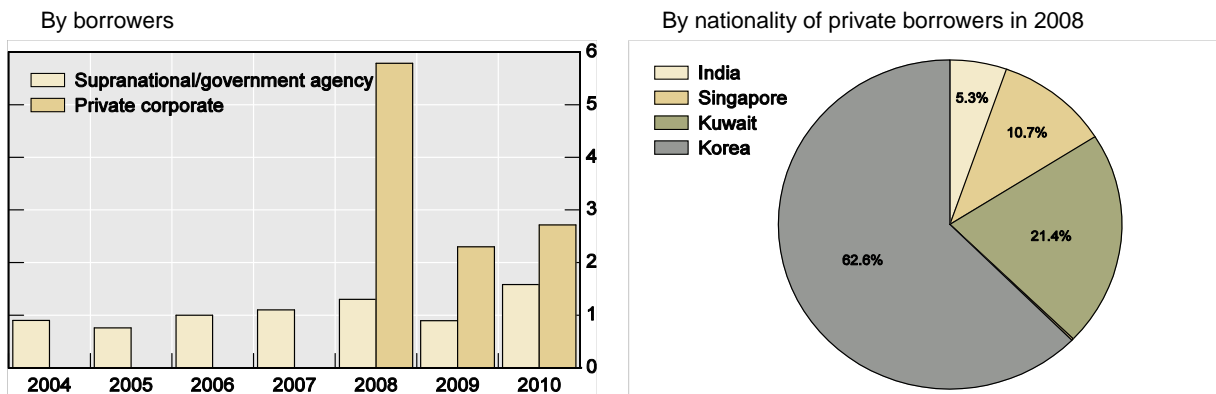 By borrowers
Supranational/government agency
Private corporate
6
5
4
3
2
1
0
2004 2005 2006 2007 2008 2009 2010
By nationality of private borrowers in 2008
India
Singapore
Kuwait
Korea
5.3%
10.7%
21.4%
62.6%